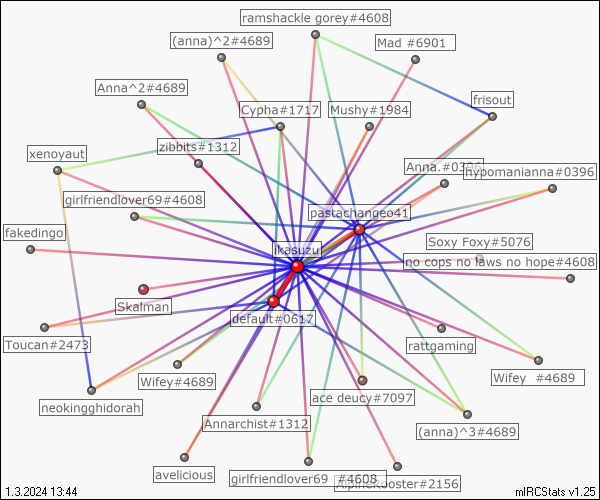 ramshackle gorey#4608
(anna)^2#4689
Mad #6901
Anna^2#4689
frisout
Cypha#1717
Mushy#1984
zibbits#1312
xenoyaut
Anna.#0396
hypomanianna#0396
girlfriendlover69#4608
pastachangeo41
fakedingo
ikasuzu
Soxy Foxy#5076
no cops no laws no hope#4608
Skalman
default#0617
Toucan#2473
rattgaming
Wifey #4689
Wifey #4689
ace deucy#7097
neokingghidorah
Annarchist#1312
(anna)^3#4689
avelicious
girlfriendlover69 #4608
AlpineRooster#2156
1.3.2024 13:44
mIRCStats v1.25